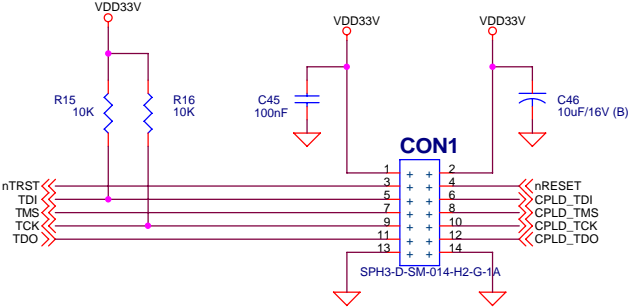 VDD33V
VDD33V
VDD33V
R15
10K
R16
10K
C45
100nF
C46
10uF/16V (B)
CON1
1
2
nTRST
3
4
nRESET
TDI
5
6
CPLD_TDI
TMS
7
8
CPLD_TMS
TCK
9
10
CPLD_TCK
TDO
11
12
CPLD_TDO
13
14
SPH3-D-SM-014-H2-G-1A